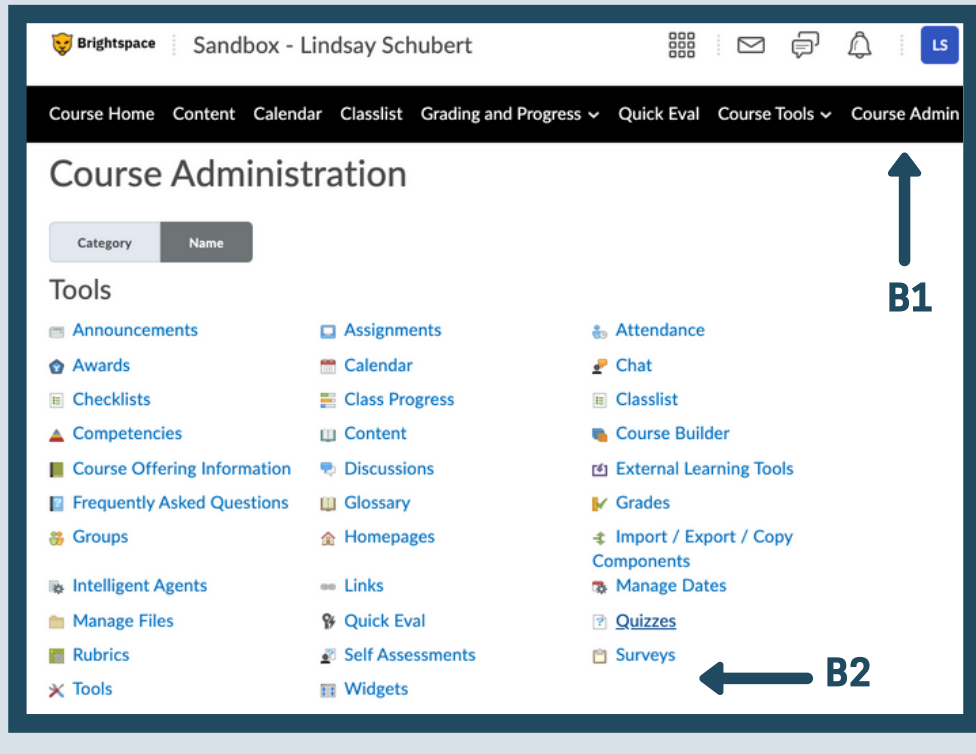 Brightspace Sandbox - Lindsay Schubert LS
Course Home Content Calendar Classlist Grading and Progress Quick Eval Course Tools Course Admin
Course Administration
Category Name
B1
Tools
Announcements Assignments Attendance
Awards Calendar Chat
Checklists Class Progress Classlist
Competencies Content Course Builder
Course Offering Information Discussions External Learning Tools
Frequently Asked Questions Glossary Grades
Groups Homepages Import / Export / Copy
Components
Intelligent Agents Links Manage Dates
Manage Files Quick Eval Quizzes
Rubrics Self Assessments Surveys
B2
Tools Widgets